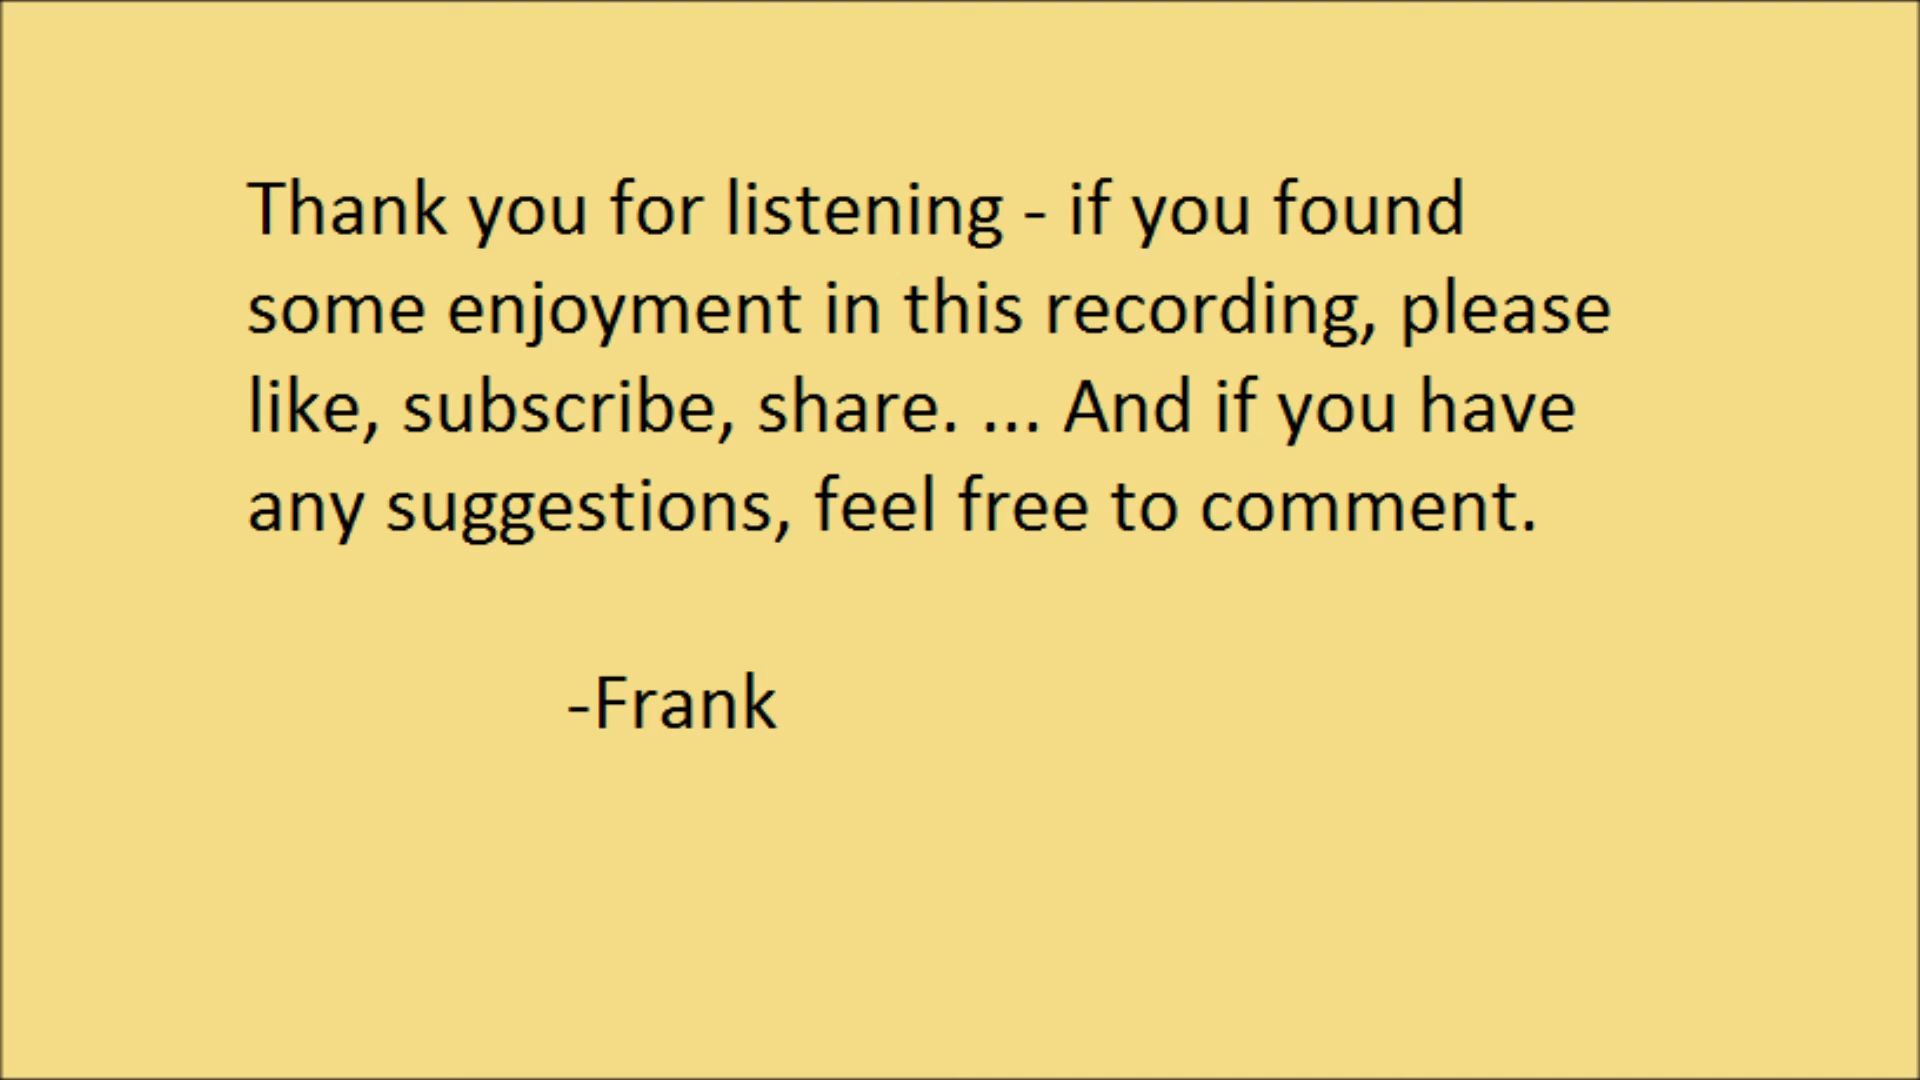 Thank you for listening - if you found
some enjoyment in this recording, please
like, subscribe, share. ... And if you have
any suggestions, feel free to comment.
-Frank